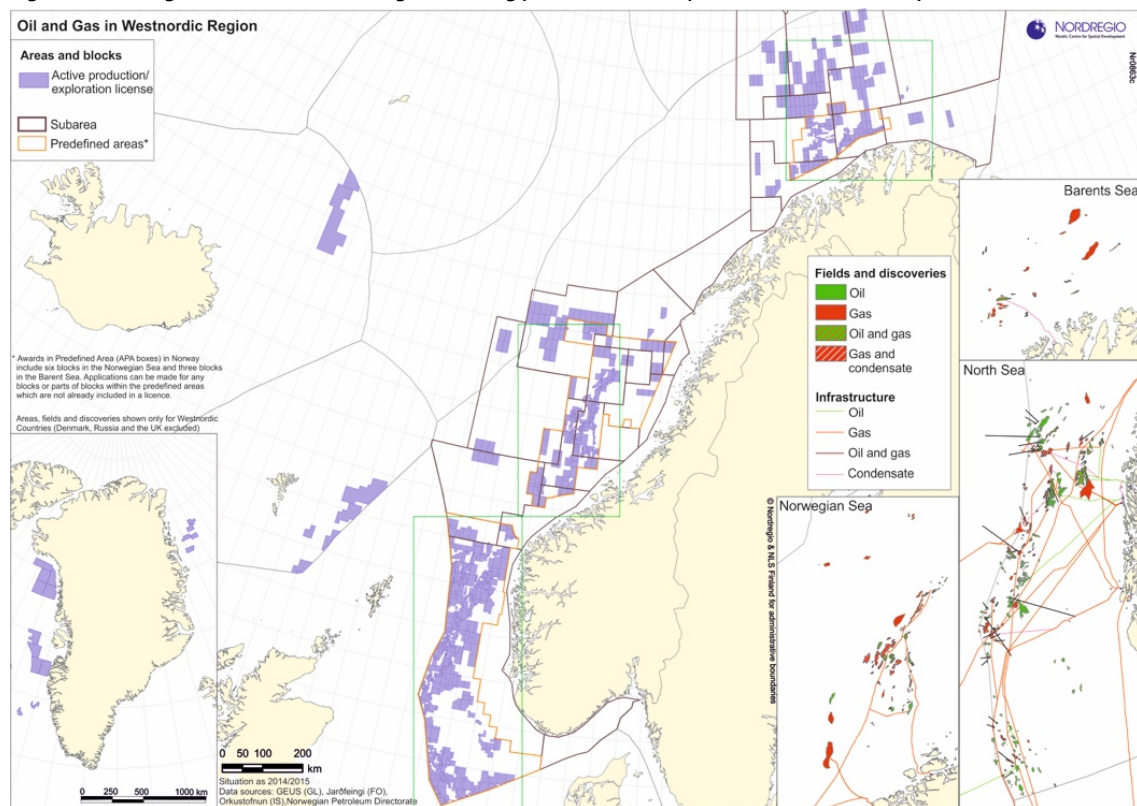 Oil and Gas in Westnordic Region
Areas and blocks
Active production/
exploration license
Subarea
Predefined areas*
NORDREGIO
Nordic Centre for Spatial Development
Nr0863c
* Awards in Predefined Area (APA boxes) in Norway
include six blocks in the Norwegian Sea and three blocks
in the Barent Sea. Applications can be made for any
blocks or parts of blocks within the predefined areas
which are not already included in a licence.
Areas, fields and discoveries shown only for Westnordic
Countries (Denmark, Russia and the UK excluded)
Barents Sea
Fields and discoveries
Oil
Gas
Oil and gas
Gas and
condensate
Infrastructure
Oil
Gas
Oil and gas
Condensate
North Sea
Norwegian Sea
© Nordregio & NLS Finland for administrative boundaries
0 50 100 200
km
Situation as 2014/2015
Data sources: GEUS (GL), Jarðfeingi (FO),
Orkustofnun (IS),Norwegian Petroleum Directorate
0 250 500 1000 km